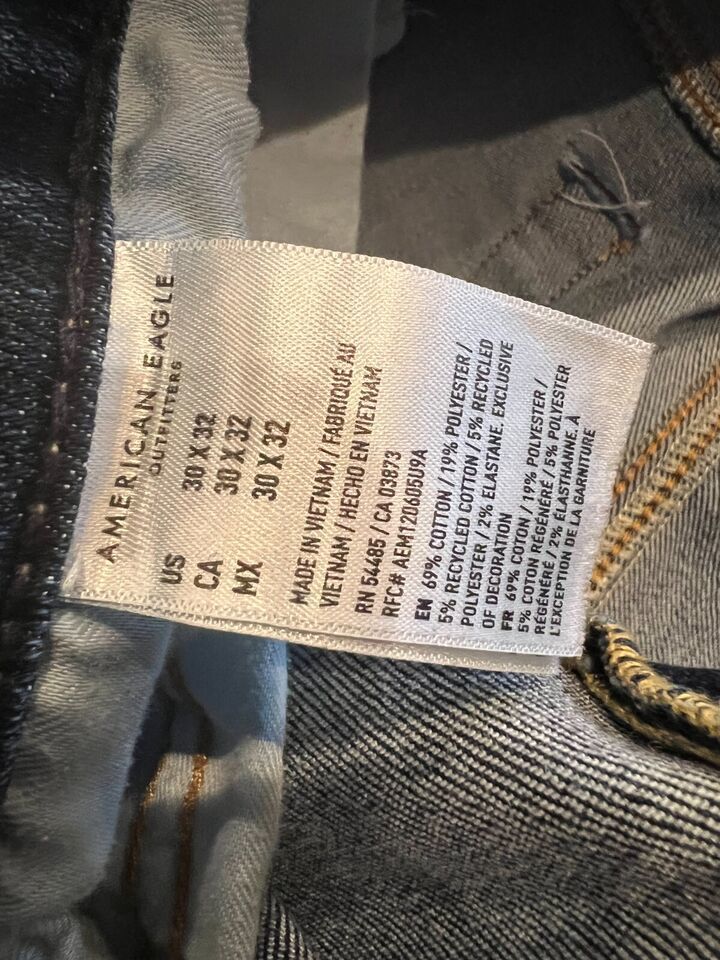 AMERICAN EAGLE
OUTFITTERS
US 30 X 32
CA 30 X 32
MX 30 X 32
MADE IN VIETNAM / FABRIQUÉ AU
VIETNAM / HECHO EN VIETNAM
RN 54485 / CA 03873
RFC# AEM120605U9A
EN 69% COTTON / 19% POLYESTER /
5% RECYCLED COTTON / 5% RECYCLED
POLYESTER / 2% ELASTANE, EXCLUSIVE
OF DECORATION
FR 69% COTON / 19% POLYESTER /
5% COTON RÉGÉNÉRÉ / 5% POLYESTER
RÉGÉNÉRÉ / 2% ÉLASTHANNE, À
L'EXCEPTION DE LA GARNITURE